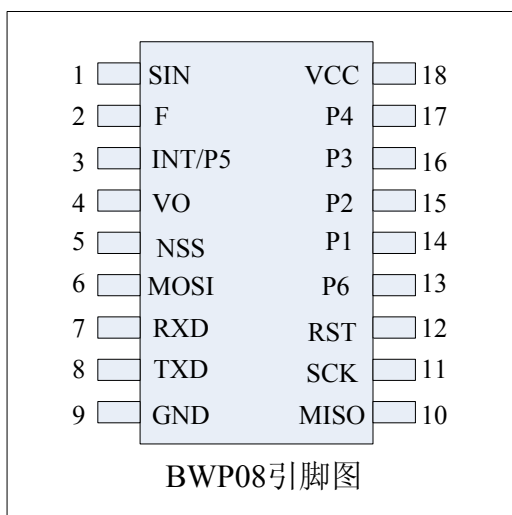 1 SIN VCC 18
2 F P4 17
3 INT/P5 P3 16
4 VO P2 15
5 NSS P1 14
6 MOSI P6 13
7 RXD RST 12
8 TXD SCK 11
9 GND MISO 10
BWP08引脚图